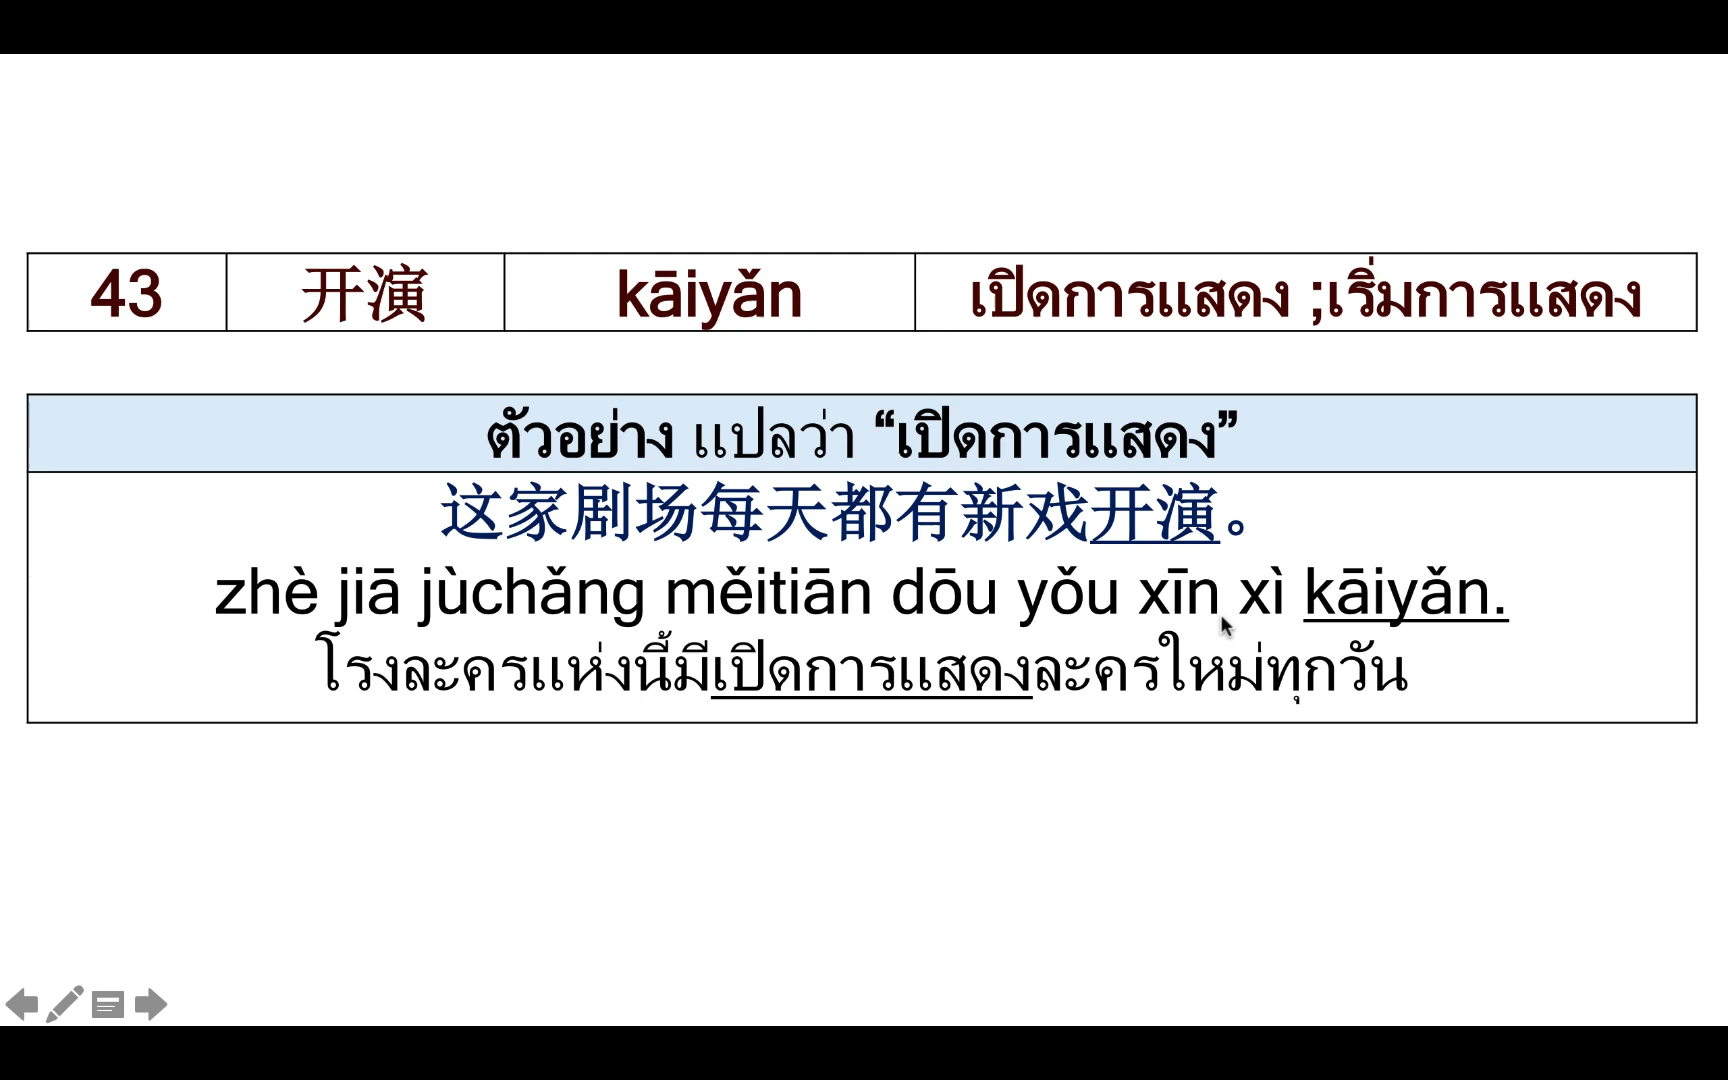 43 开演 kāiyǎn เปิดการแสดง ;เริ่มการแสดง
ตัวอย่าง แปลว่า “เปิดการแสดง”
这家剧场每天都有新戏开演。
zhè jiā jùchǎng měitiān dōu yǒu xīn xì kāiyǎn.
โรงละครแห่งนี้มีเปิดการแสดงละครใหม่ทุกวัน